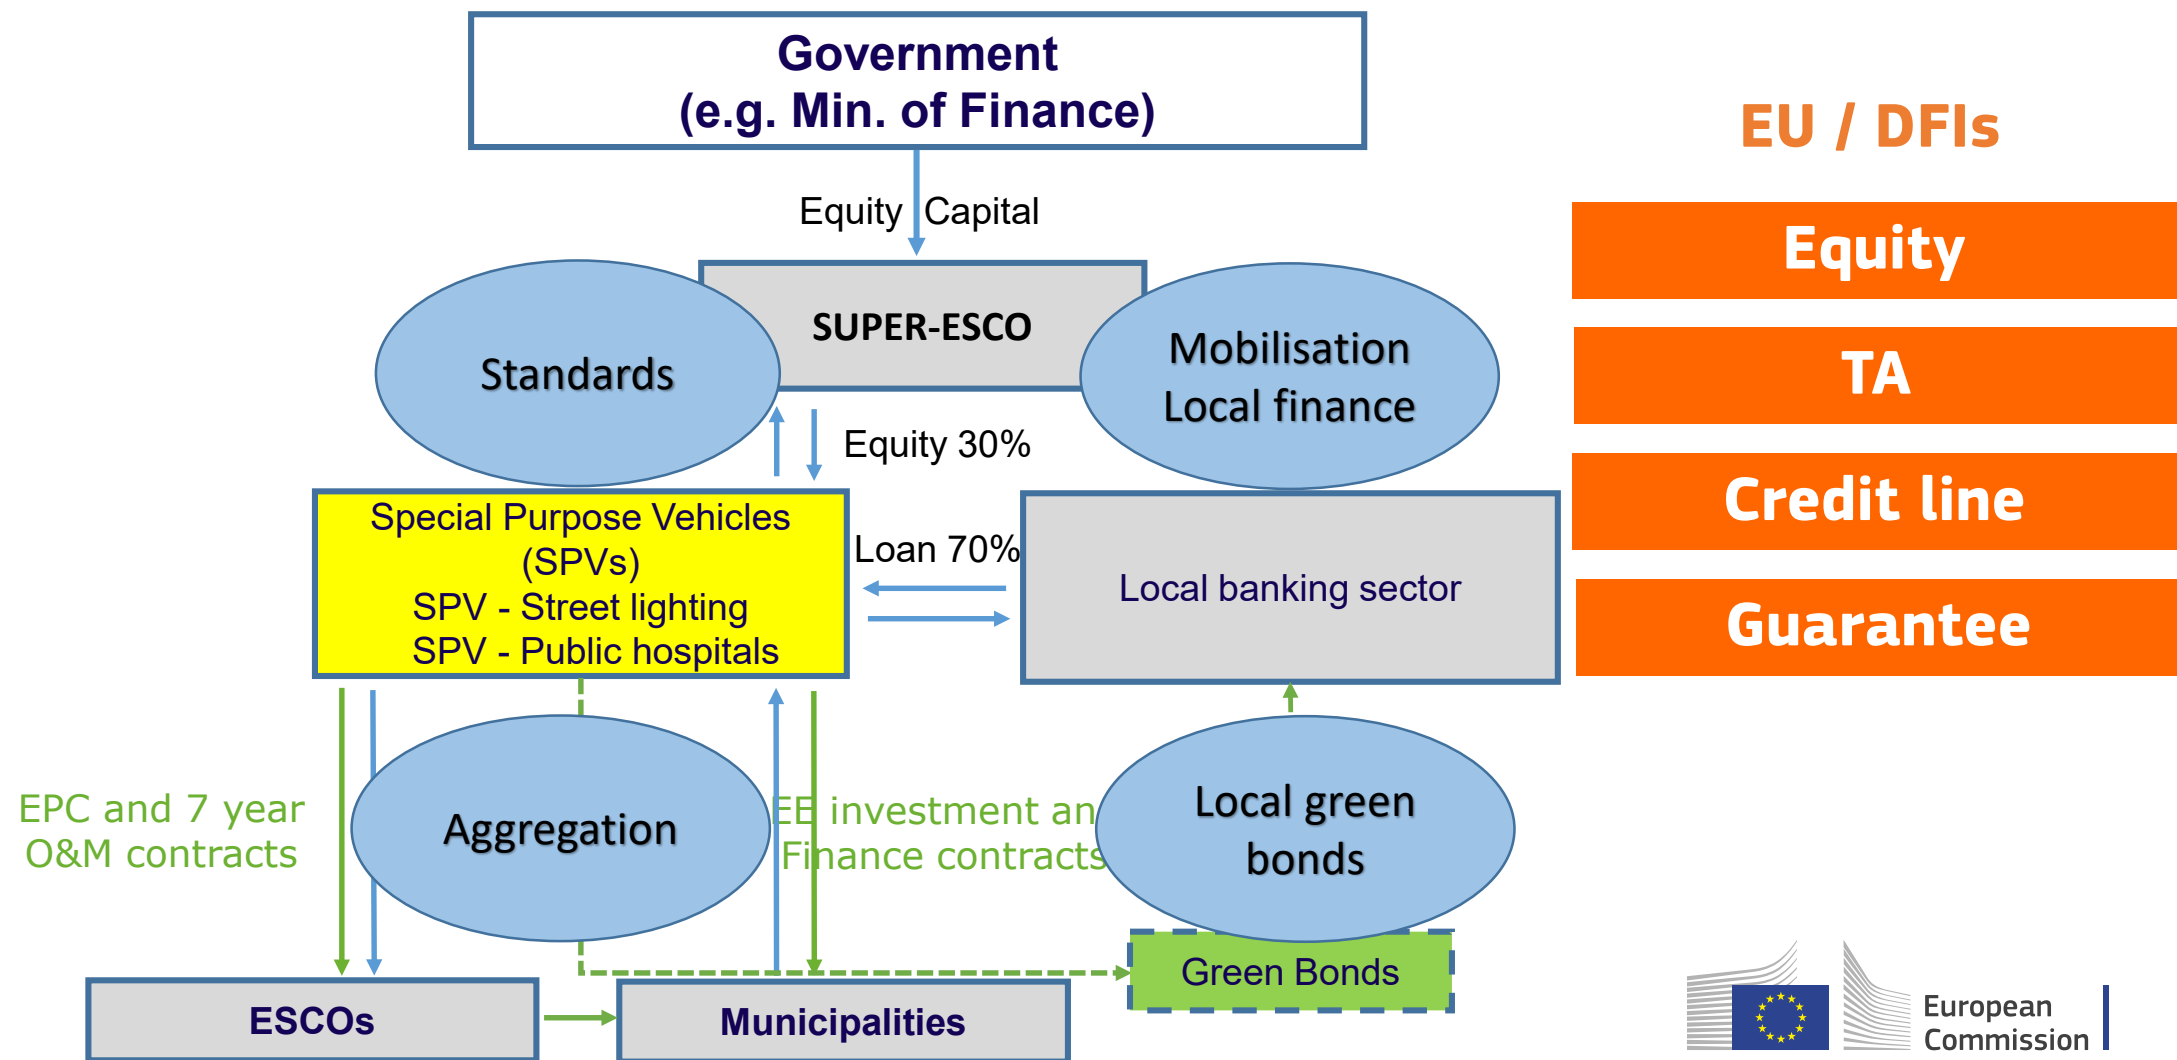 Government
(e.g. Min. of Finance)
EU / DFIs
Equity Capital
Equity
SUPER-ESCO
Standards
Mobilisation
Local finance
TA
Equity 30%
Special Purpose Vehicles
(SPVs)
SPV - Street lighting
SPV - Public hospitals
Loan 70%
Local banking sector
Credit line
Guarantee
EPC and 7 year
O&M contracts
Aggregation
EE investment an
Finance contracts
Local green
bonds
Green Bonds
ESCOs
Municipalities
European
Commission